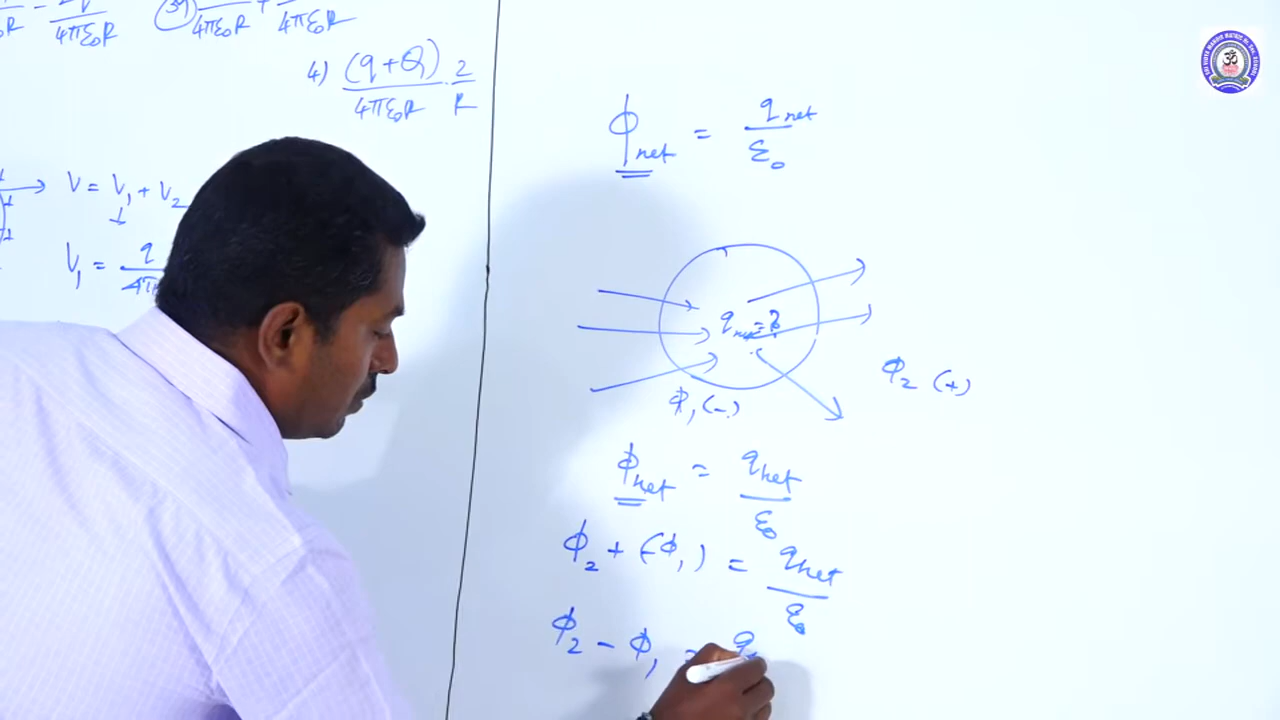 4πε₀R
㉟
4πε₀R + 4πε₀R
4) (q+Q)/4πε₀R · 2/R
V = V₁ + V₂
V₁ = q
ϕnet = qnet/ε₀
qnet = ?
ϕ₂ (+)
ϕ₁ (-)
ϕnet = qnet/ε₀
ϕ₂ + (-ϕ₁) = qnet/ε₀
ϕ₂ - ϕ₁ = q